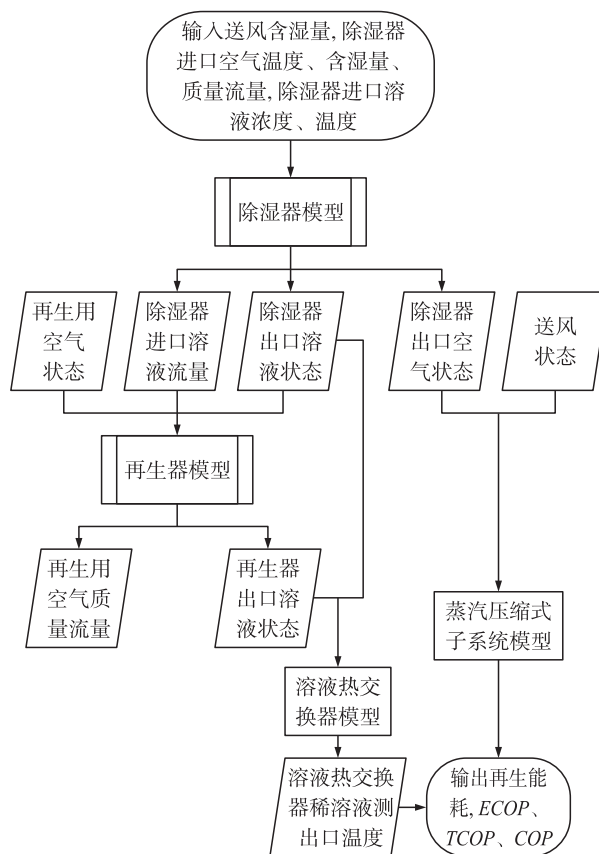 输入送风含湿量, 除湿器
进口空气温度、含湿量、
质量流量, 除湿器进口溶
液浓度、温度
除湿器模型
再生用
空气
状态
除湿器
进口溶
液流量
除湿器
出口溶
液状态
除湿器
出口空
气状态
送风
状态
再生器模型
再生用
空气质
量流量
再生器
出口溶
液状态
蒸汽压缩式
子系统模型
溶液热交
换器模型
溶液热交换
器稀溶液测
出口温度
输出再生能
耗, ECOP、
TCOP、COP